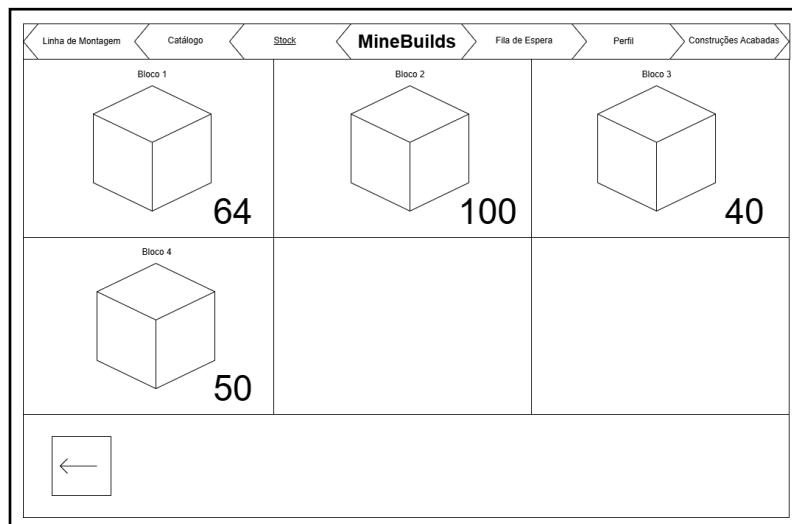 Linha de Montagem
Catálogo
Stock
MineBuilds
Fila de Espera
Perfil
Construções Acabadas
Bloco 1
Bloco 2
Bloco 3
64
100
40
Bloco 4
50